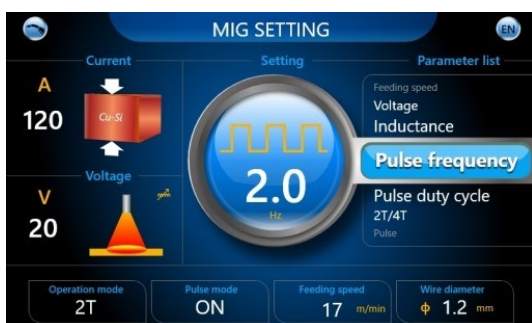 MIG SETTING
EN
Current
A
120
Cu-Si
Voltage
V
20
Setting
2.0
Hz
Parameter list
Feeding speed
Voltage
Inductance
Pulse frequency
Pulse duty cycle
2T/4T
Pulse
Operation mode
2T
Pulse mode
ON
Feeding speed
17 m/min
Wire diameter
ϕ 1.2 mm